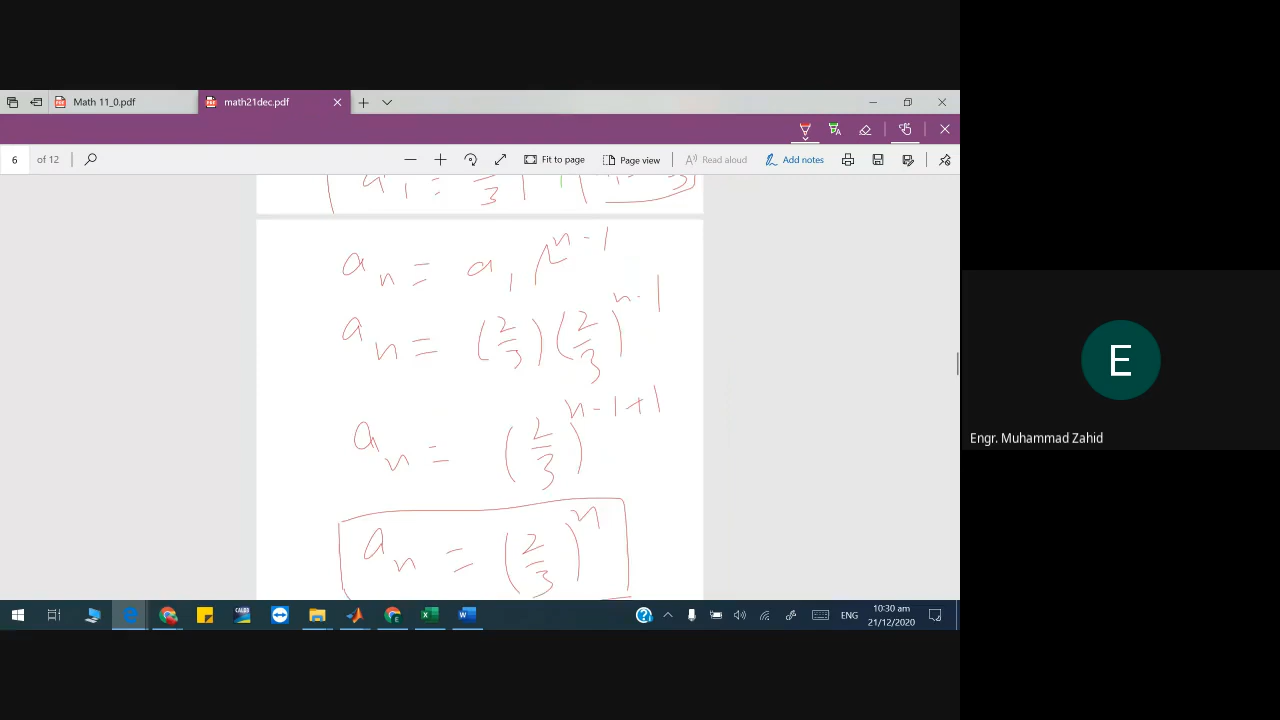 Math 11_0.pdf
math21dec.pdf
6 of 12
Fit to page
Page view
Read aloud
Add notes
a_n = a_1 r^{n-1}
a_n = (2/3)(2/3)^{n-1}
a_n = (2/3)^{n-1+1}
a_n = (2/3)^n
E
Engr. Muhammad Zahid
ENG
10:30 am
21/12/2020